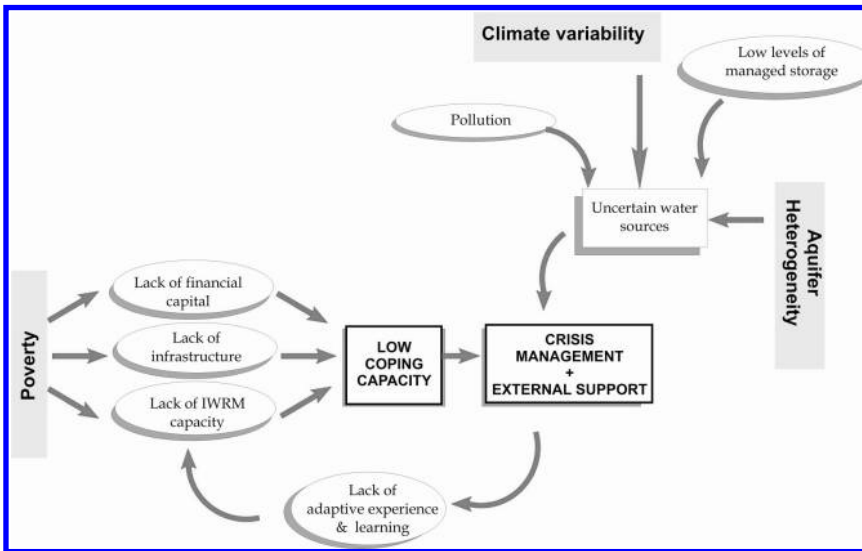 Climate variability
Low levels of
managed storage
Pollution
Uncertain water
sources
Aquifer
Heterogeneity
Poverty
Lack of financial
capital
Lack of
infrastructure
Lack of IWRM
capacity
LOW
COPING
CAPACITY
CRISIS
MANAGEMENT
+
EXTERNAL SUPPORT
Lack of
adaptive experience
& learning